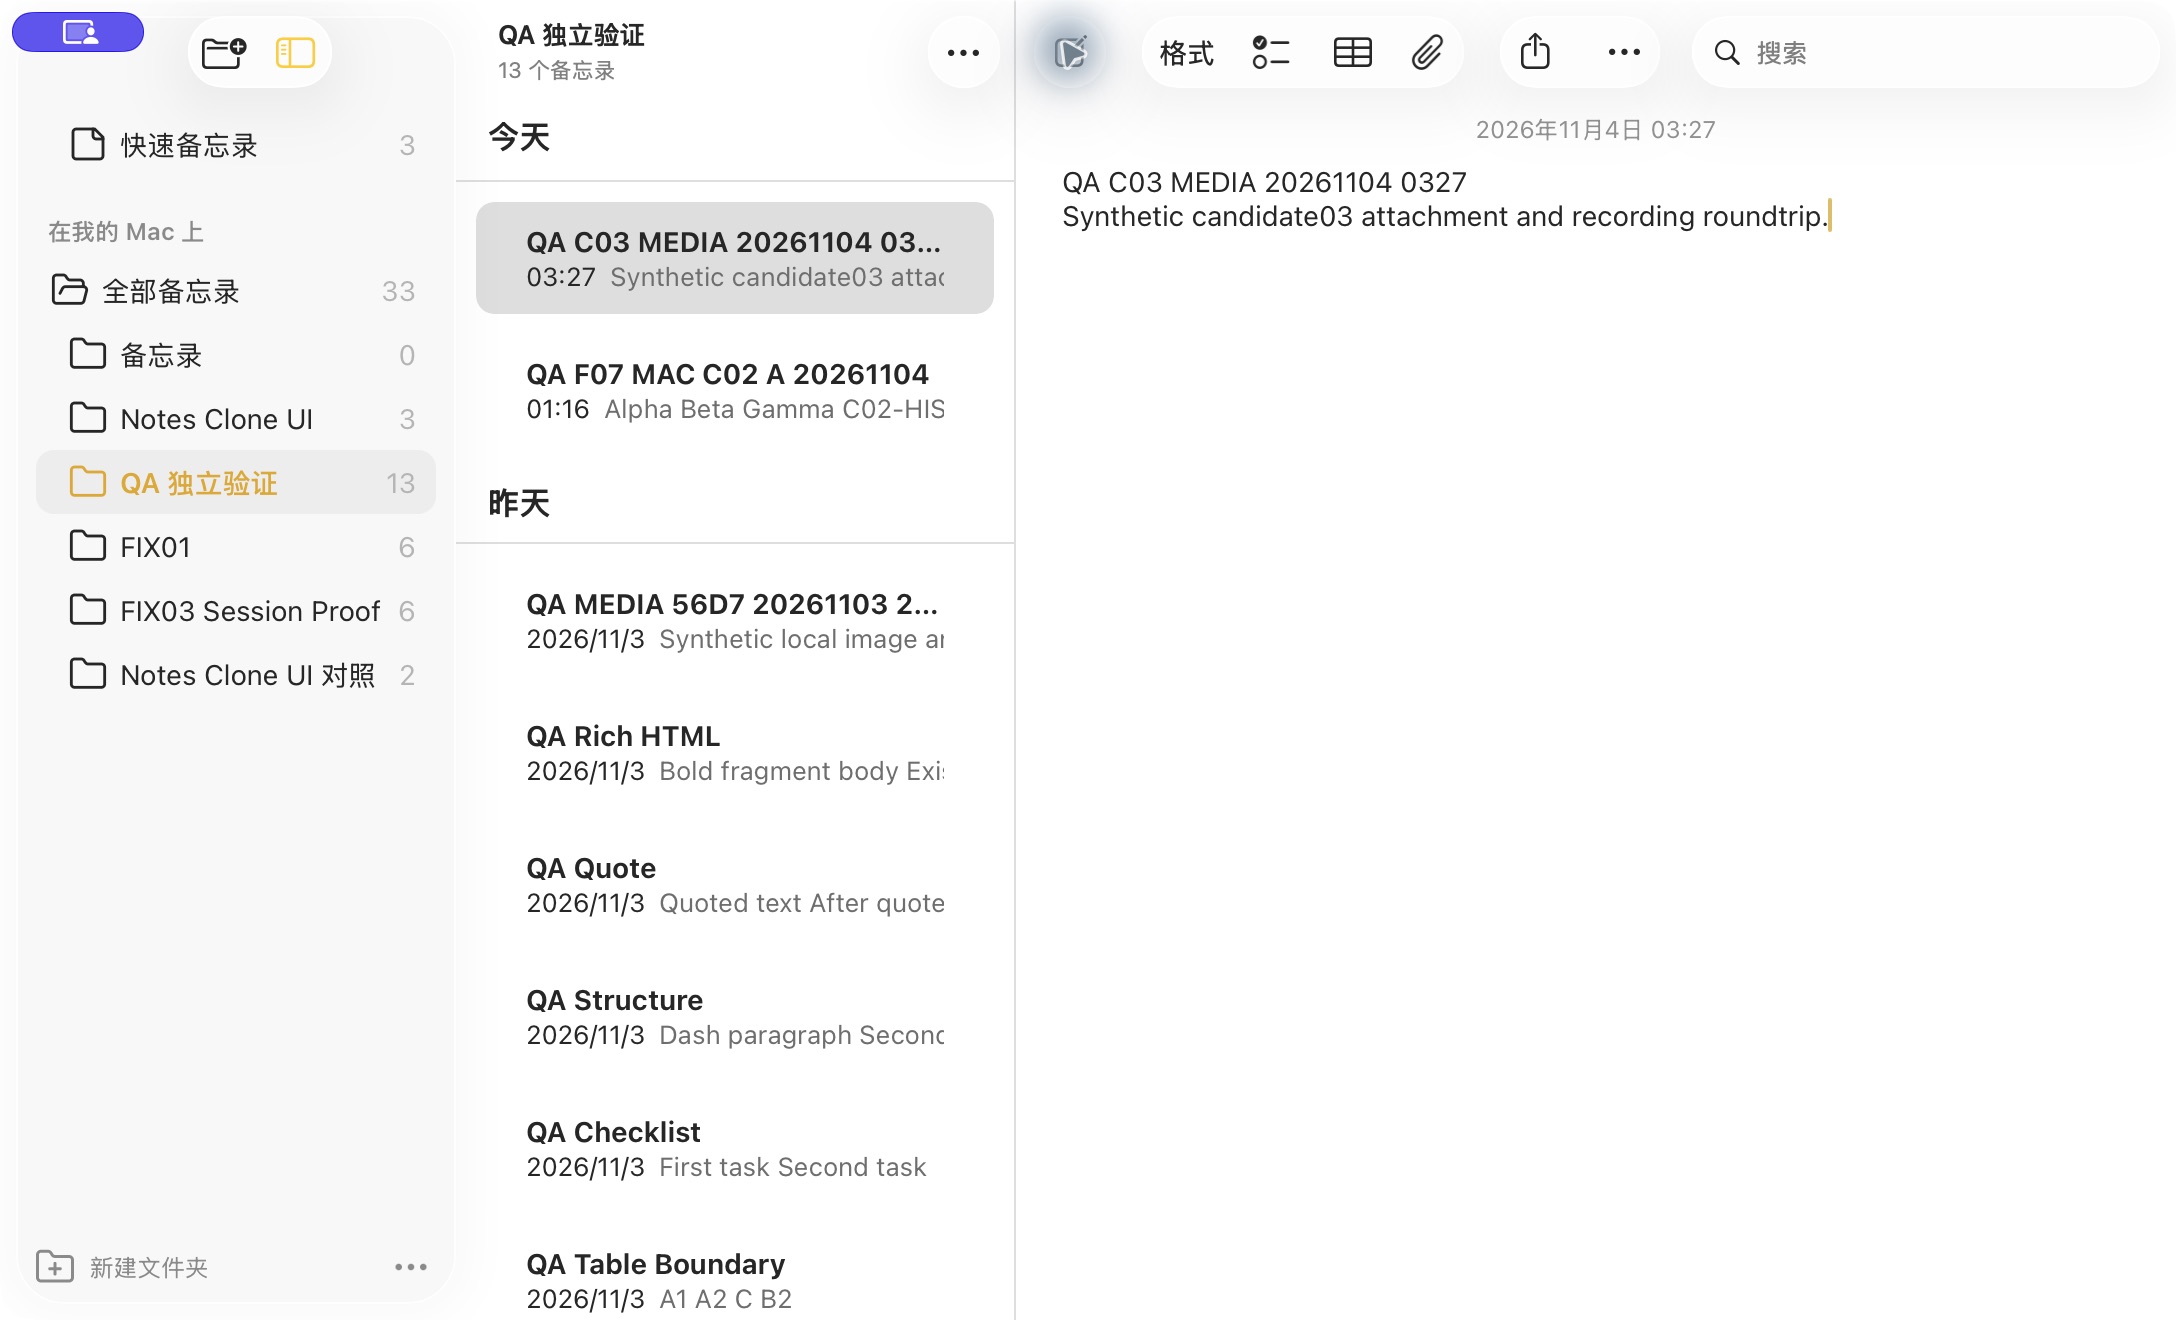 快速备忘录 3
在我的 Mac 上
全部备忘录 33
备忘录 0
Notes Clone UI 3
QA 独立验证 13
FIX01 6
FIX03 Session Proof 6
Notes Clone UI 对照 2
新建文件夹
QA 独立验证
13 个备忘录
今天
QA C03 MEDIA 20261104 03...
03:27 Synthetic candidate03 attac
QA F07 MAC C02 A 20261104
01:16 Alpha Beta Gamma C02-HIS
昨天
QA MEDIA 56D7 20261103 2...
2026/11/3 Synthetic local image ar
QA Rich HTML
2026/11/3 Bold fragment body Exis
QA Quote
2026/11/3 Quoted text After quote
QA Structure
2026/11/3 Dash paragraph Second
QA Checklist
2026/11/3 First task Second task
QA Table Boundary
2026/11/3 A1 A2 C B2
格式
搜索
2026年11月4日 03:27
QA C03 MEDIA 20261104 0327
Synthetic candidate03 attachment and recording roundtrip.